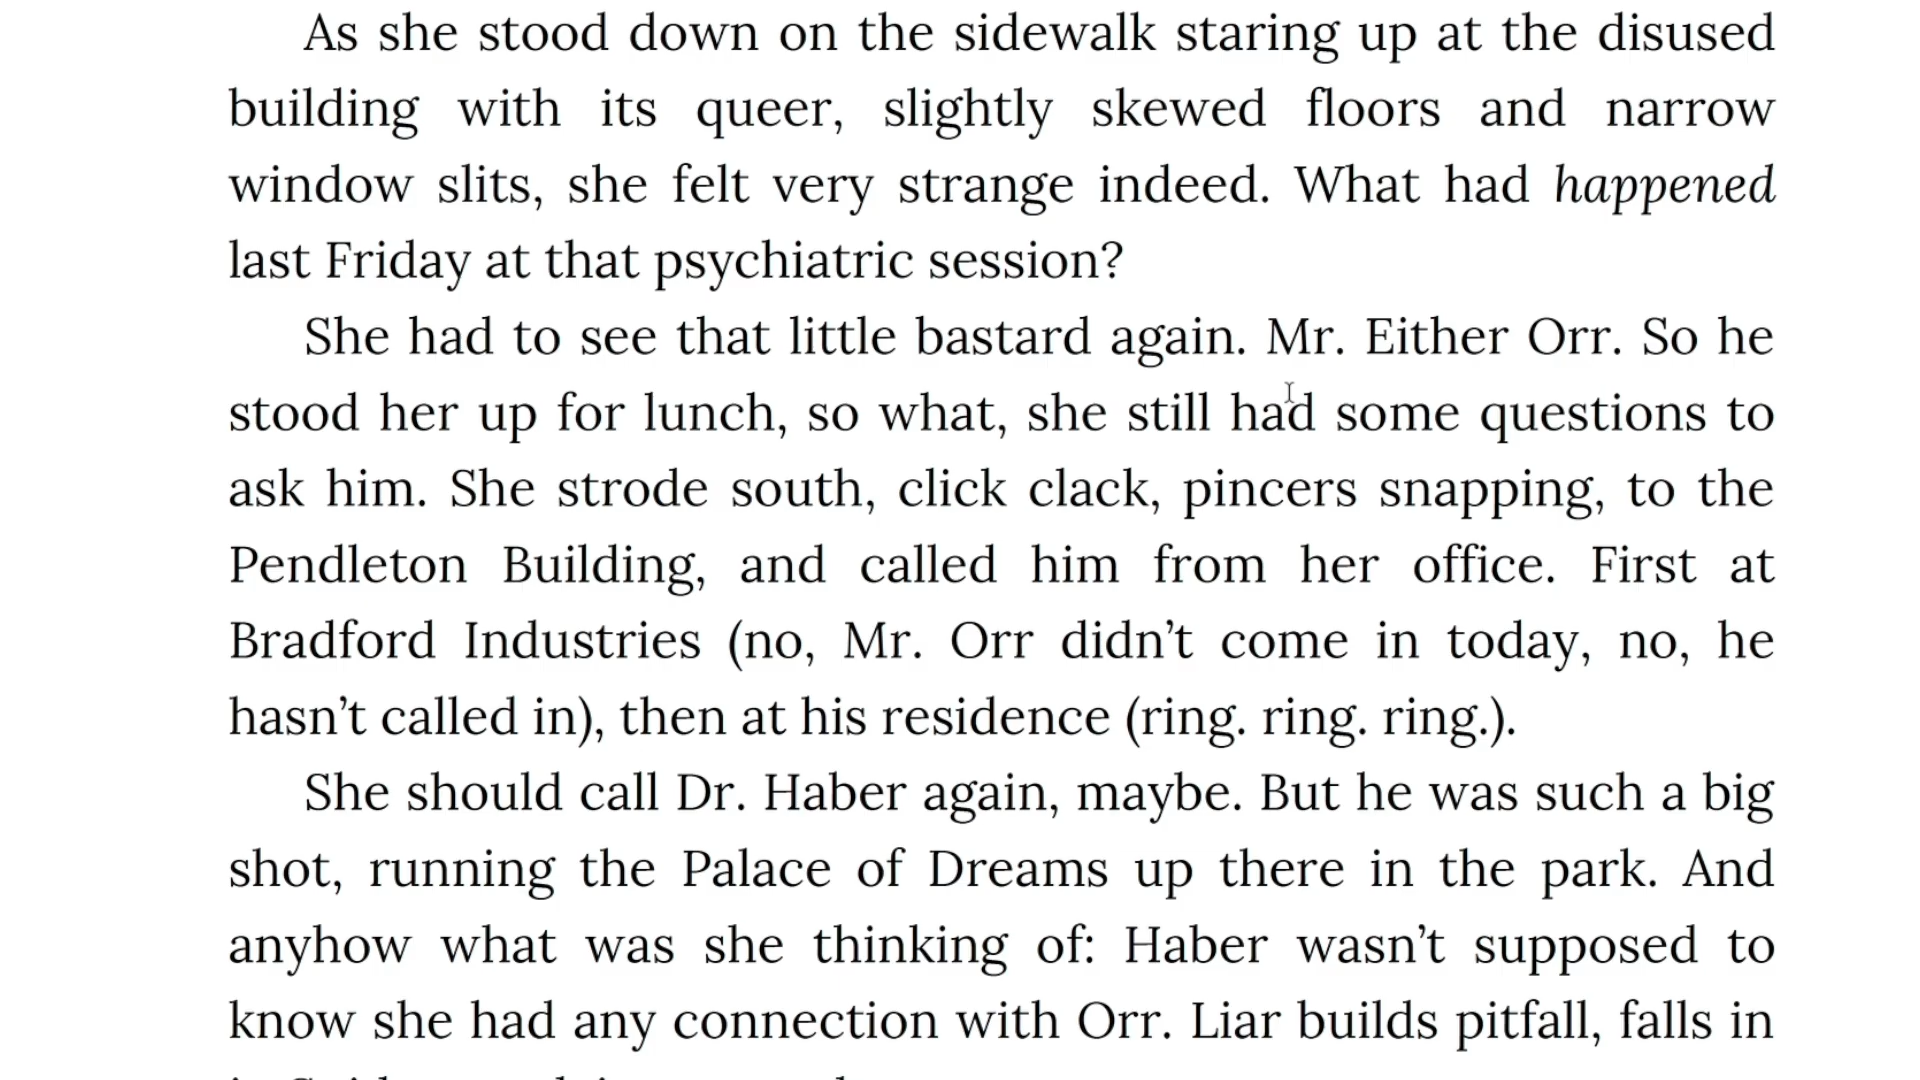 As she stood down on the sidewalk staring up at the disused
building with its queer, slightly skewed floors and narrow
window slits, she felt very strange indeed. What had happened
last Friday at that psychiatric session?
She had to see that little bastard again. Mr. Either Orr. So he
stood her up for lunch, so what, she still had some questions to
ask him. She strode south, click clack, pincers snapping, to the
Pendleton Building, and called him from her office. First at
Bradford Industries (no, Mr. Orr didn’t come in today, no, he
hasn’t called in), then at his residence (ring. ring. ring.).
She should call Dr. Haber again, maybe. But he was such a big
shot, running the Palace of Dreams up there in the park. And
anyhow what was she thinking of: Haber wasn’t supposed to
know she had any connection with Orr. Liar builds pitfall, falls in